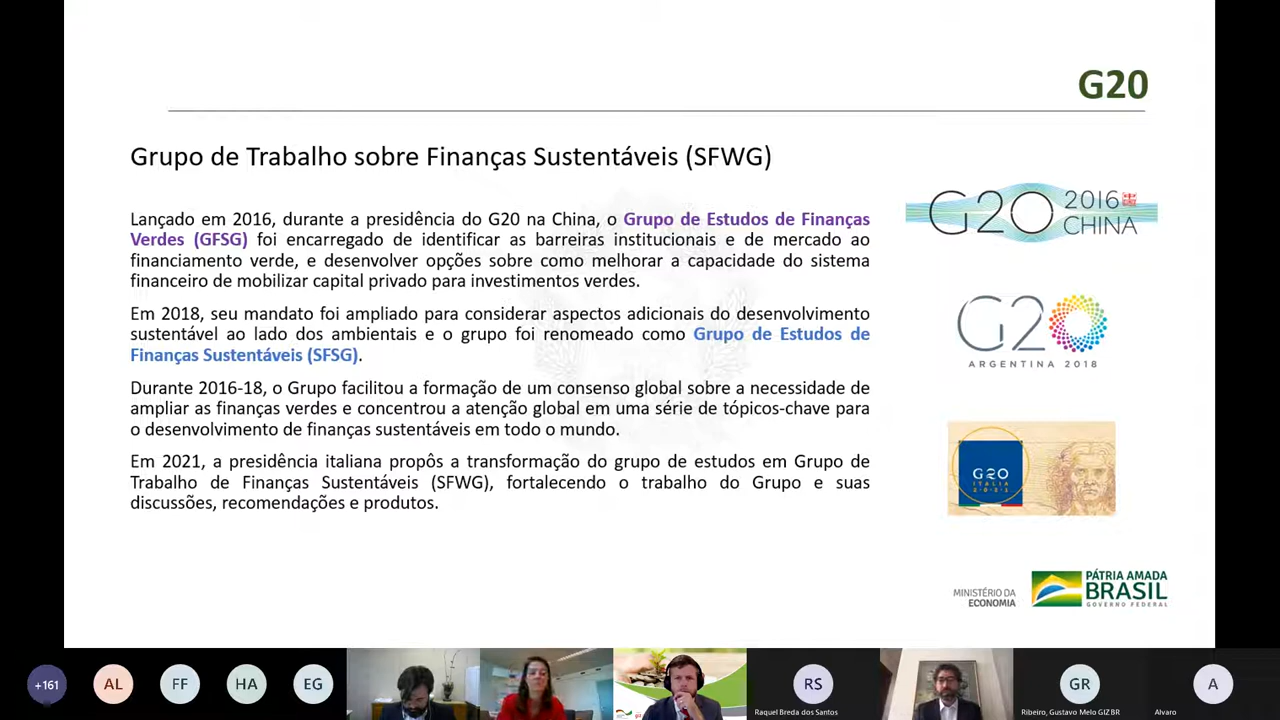 G20
Grupo de Trabalho sobre Finanças Sustentáveis (SFWG)
Lançado em 2016, durante a presidência do G20 na China, o Grupo de Estudos de Finanças
Verdes (GFSG) foi encarregado de identificar as barreiras institucionais e de mercado ao
financiamento verde, e desenvolver opções sobre como melhorar a capacidade do sistema
financeiro de mobilizar capital privado para investimentos verdes.
Em 2018, seu mandato foi ampliado para considerar aspectos adicionais do desenvolvimento
sustentável ao lado dos ambientais e o grupo foi renomeado como Grupo de Estudos de
Finanças Sustentáveis (SFSG).
Durante 2016-18, o Grupo facilitou a formação de um consenso global sobre a necessidade de
ampliar as finanças verdes e concentrou a atenção global em uma série de tópicos-chave para
o desenvolvimento de finanças sustentáveis em todo o mundo.
Em 2021, a presidência italiana propôs a transformação do grupo de estudos em Grupo de
Trabalho de Finanças Sustentáveis (SFWG), fortalecendo o trabalho do Grupo e suas
discussões, recomendações e produtos.
G20 2016
CHINA
G20
ARGENTINA 2018
G20
ITALIA
2021
MINISTÉRIO DA
ECONOMIA
PÁTRIA AMADA
BRASIL
GOVERNO FEDERAL
+161
AL
FF
HA
EG
RS
Raquel Breda dos Santos
GR
Ribeiro, Gustavo Melo GIZ BR
A
Alvaro